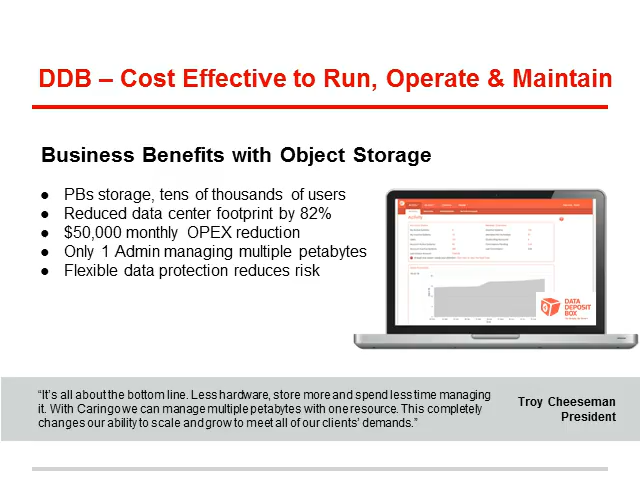 DDB – Cost Effective to Run, Operate & Maintain
Business Benefits with Object Storage
● PBs storage, tens of thousands of users
● Reduced data center footprint by 82%
● $50,000 monthly OPEX reduction
● Only 1 Admin managing multiple petabytes
● Flexible data protection reduces risk
DATA
DEPOSIT
BOX
“It’s all about the bottom line. Less hardware, store more and spend less time managing
it. With Caringo we can manage multiple petabytes with one resource. This completely
changes our ability to scale and grow to meet all of our clients’ demands.”
Troy Cheeseman
President